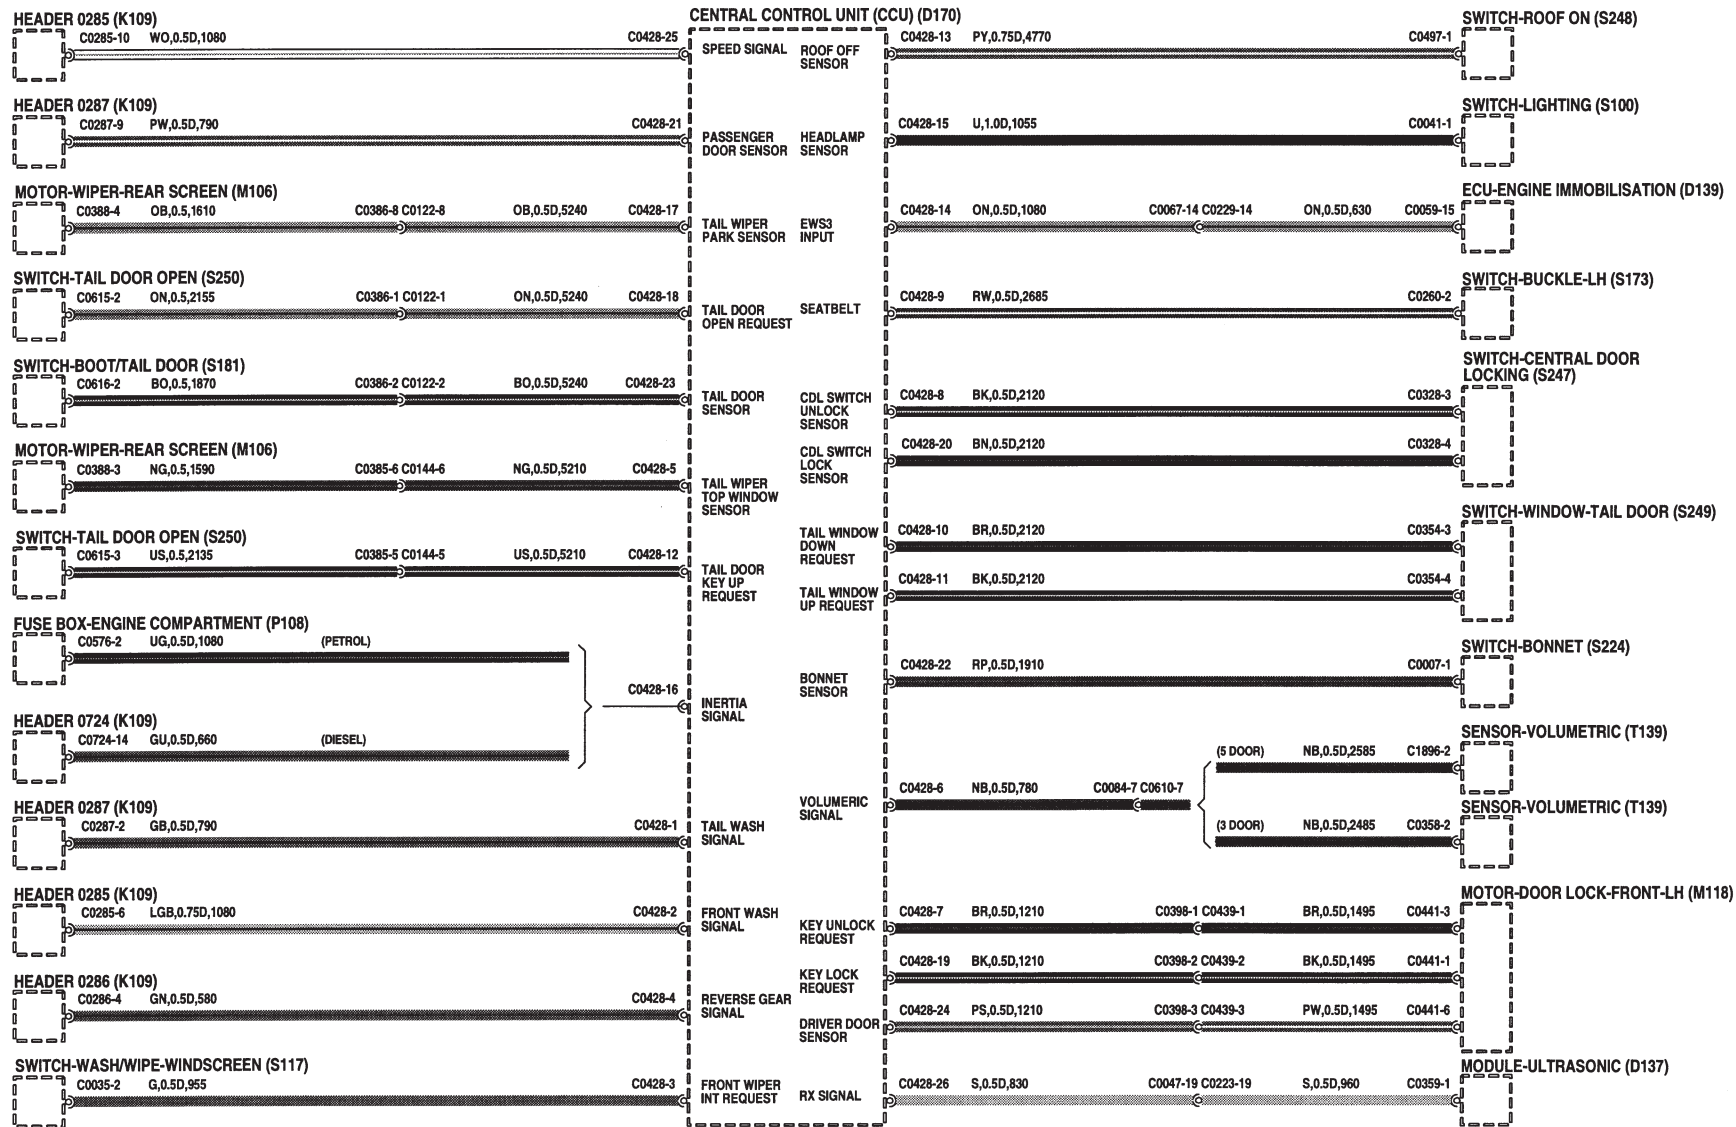 CENTRAL CONTROL UNIT (CCU) (D170)
HEADER 0285 (K109)
C0285-10 WO,0.5D,1080 C0428-25
SPEED SIGNAL
HEADER 0287 (K109)
C0287-9 PW,0.5D,790 C0428-21
PASSENGER
DOOR SENSOR
MOTOR-WIPER-REAR SCREEN (M106)
C0388-4 OB,0.5,1610 C0386-8 C0122-8 OB,0.5D,5240 C0428-17
TAIL WIPER
PARK SENSOR
SWITCH-TAIL DOOR OPEN (S250)
C0615-2 ON,0.5,2155 C0386-1 C0122-1 ON,0.5D,5240 C0428-18
TAIL DOOR
OPEN REQUEST
SWITCH-BOOT/TAIL DOOR (S181)
C0616-2 BO,0.5,1870 C0386-2 C0122-2 BO,0.5D,5240 C0428-23
TAIL DOOR
SENSOR
MOTOR-WIPER-REAR SCREEN (M106)
C0388-3 NG,0.5,1590 C0385-6 C0144-6 NG,0.5D,5210 C0428-5
TAIL WIPER
TOP WINDOW
SENSOR
SWITCH-TAIL DOOR OPEN (S250)
C0615-3 US,0.5,2135 C0385-5 C0144-5 US,0.5D,5210 C0428-12
TAIL DOOR
KEY UP
REQUEST
FUSE BOX-ENGINE COMPARTMENT (P108)
C0576-2 UG,0.5D,1080 (PETROL)
C0428-16
INERTIA
SIGNAL
HEADER 0724 (K109)
C0724-14 GU,0.5D,660 (DIESEL)
HEADER 0287 (K109)
C0287-2 GB,0.5D,790 C0428-1
TAIL WASH
SIGNAL
HEADER 0285 (K109)
C0285-6 LGB,0.75D,1080 C0428-2
FRONT WASH
SIGNAL
HEADER 0286 (K109)
C0286-4 GN,0.5D,580 C0428-4
REVERSE GEAR
SIGNAL
SWITCH-WASH/WIPE-WINDSCREEN (S117)
C0035-2 G,0.5D,955 C0428-3
FRONT WIPER
INT REQUEST
SWITCH-ROOF ON (S248)
ROOF OFF
SENSOR
C0428-13 PY,0.75D,4770 C0497-1
SWITCH-LIGHTING (S100)
HEADLAMP
SENSOR
C0428-15 U,1.0D,1055 C0041-1
ECU-ENGINE IMMOBILISATION (D139)
EWS3
INPUT
C0428-14 ON,0.5D,1080 C0067-14 C0229-14 ON,0.5D,630 C0059-15
SWITCH-BUCKLE-LH (S173)
SEATBELT
C0428-9 RW,0.5D,2685 C0260-2
SWITCH-CENTRAL DOOR
LOCKING (S247)
CDL SWITCH
UNLOCK
SENSOR
C0428-8 BK,0.5D,2120 C0328-3
CDL SWITCH
LOCK
SENSOR
C0428-20 BN,0.5D,2120 C0328-4
SWITCH-WINDOW-TAIL DOOR (S249)
TAIL WINDOW
DOWN
REQUEST
C0428-10 BR,0.5D,2120 C0354-3
TAIL WINDOW
UP REQUEST
C0428-11 BK,0.5D,2120 C0354-4
SWITCH-BONNET (S224)
BONNET
SENSOR
C0428-22 RP,0.5D,1910 C0007-1
SENSOR-VOLUMETRIC (T139)
(5 DOOR) NB,0.5D,2585 C1896-2
VOLUMERIC
SIGNAL
C0428-6 NB,0.5D,780 C0084-7 C0610-7
SENSOR-VOLUMETRIC (T139)
(3 DOOR) NB,0.5D,2485 C0358-2
MOTOR-DOOR LOCK-FRONT-LH (M118)
KEY UNLOCK
REQUEST
C0428-7 BR,0.5D,1210 C0398-1 C0439-1 BR,0.5D,1495 C0441-3
KEY LOCK
REQUEST
C0428-19 BK,0.5D,1210 C0398-2 C0439-2 BK,0.5D,1495 C0441-1
DRIVER DOOR
SENSOR
C0428-24 PS,0.5D,1210 C0398-3 C0439-3 PW,0.5D,1495 C0441-6
MODULE-ULTRASONIC (D137)
RX SIGNAL
C0428-26 S,0.5D,830 C0047-19 C0223-19 S,0.5D,960 C0359-1